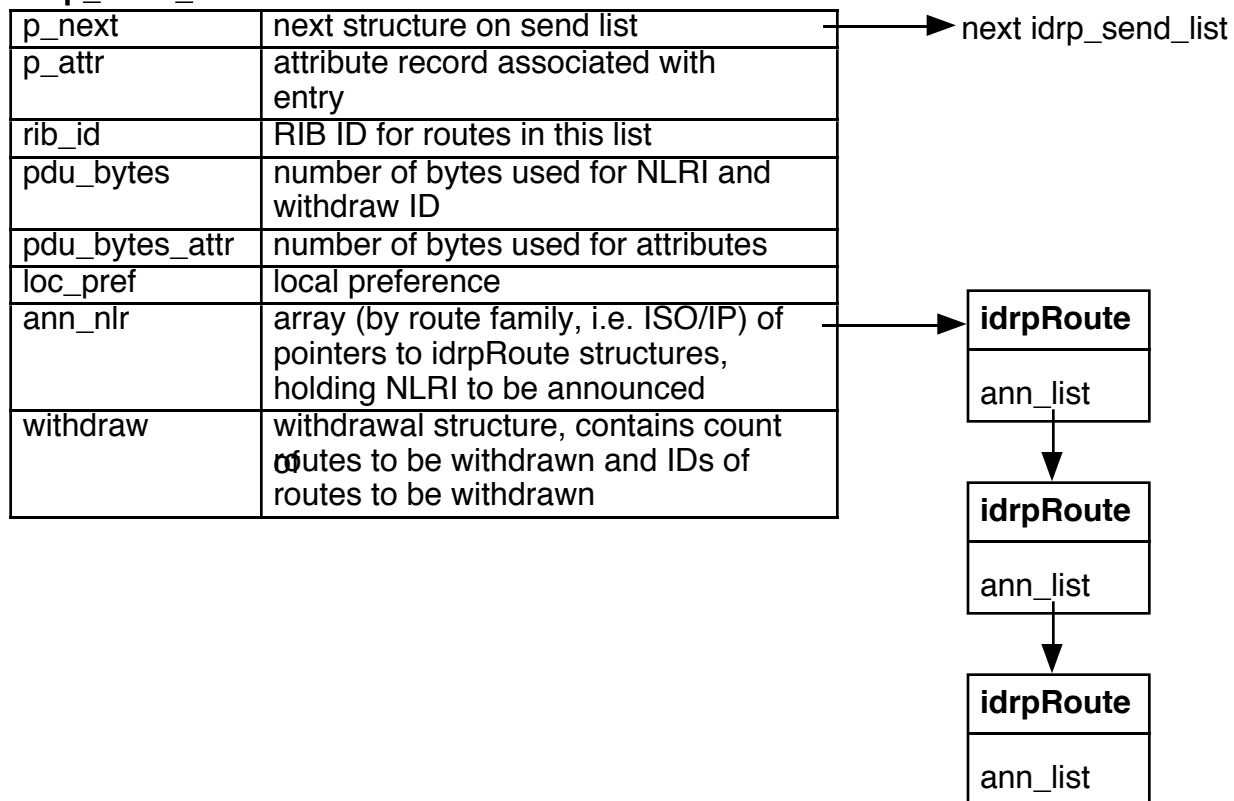 p_next next structure on send list next idrp_send_list
p_attr attribute record associated with
entry
rib_id RIB ID for routes in this list
pdu_bytes number of bytes used for NLRI and
withdraw ID
pdu_bytes_attr number of bytes used for attributes
loc_pref local preference
ann_nlr array (by route family, i.e. ISO/IP) of
pointers to idrpRoute structures,
holding NLRI to be announced
idrpRoute
ann_list
withdraw withdrawal structure, contains count
of
routes to be withdrawn and IDs of
routes to be withdrawn
idrpRoute
ann_list
idrpRoute
ann_list